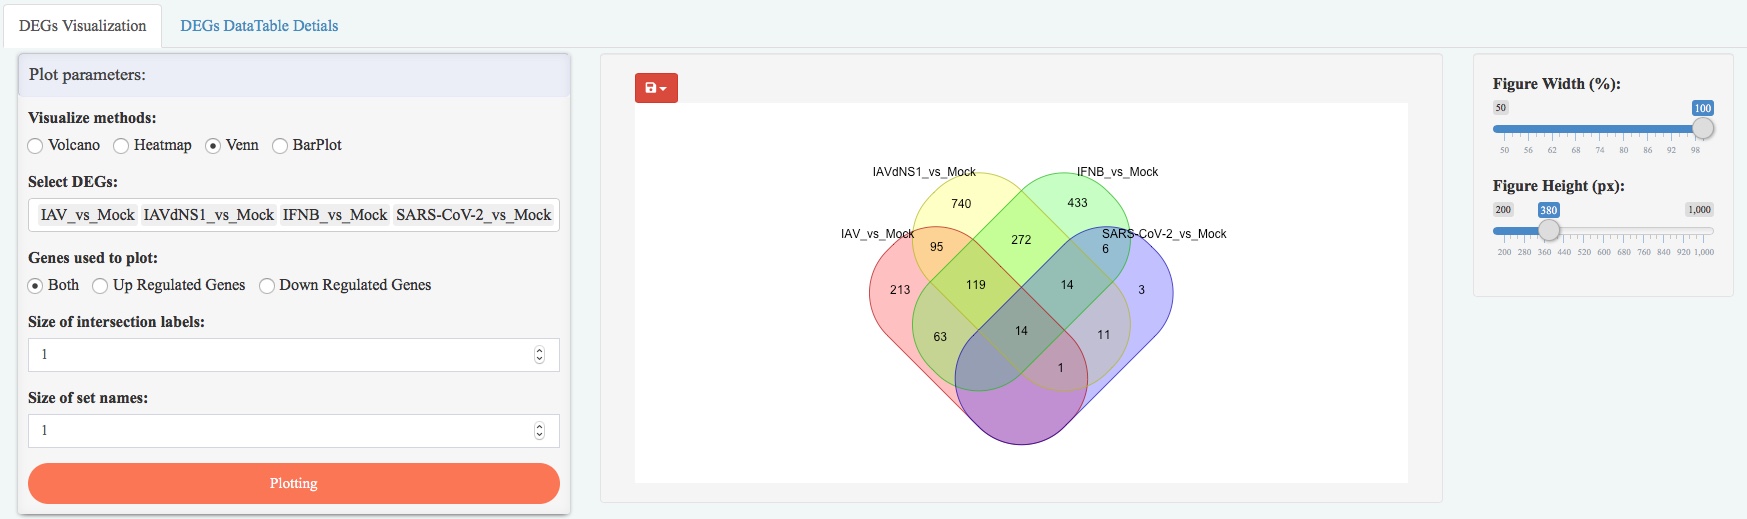 DEGs Visualization
DEGs DataTable Detials
Plot parameters:
Visualize methods:
Volcano Heatmap Venn BarPlot
Select DEGs:
IAV_vs_Mock IAVdNS1_vs_Mock IFNB_vs_Mock SARS-CoV-2_vs_Mock
Genes used to plot:
Both Up Regulated Genes Down Regulated Genes
Size of intersection labels:
1
Size of set names:
1
Plotting
IAVdNS1_vs_Mock IFNB_vs_Mock
740 433
IAV_vs_Mock SARS-CoV-2_vs_Mock
95 272 6
213 119 14 3
63 14 11
1
Figure Width (%):
50 100
50 56 62 68 74 80 86 92 98
Figure Height (px):
200 380 1,000
200 280 360 440 520 600 680 760 840 920 1,000